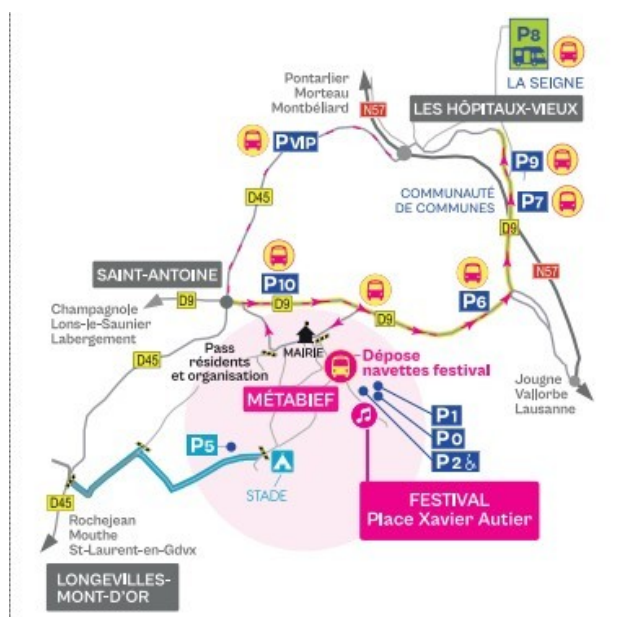 P8
LA SEIGNE
Pontarlier
Morteau
Montbéliard
N57
LES HÔPITAUX-VIEUX
P VIP
P9
COMMUNAUTÉ
DE COMMUNES
P7
D45
D9
SAINT-ANTOINE
P10
N57
D9
D9
P6
D9
Champagnole
Lons-le-Saunier
Labergement
D45
Pass
résidents
et organisation
MAIRIE
Dépose
navettes festival
MÉTABIEF
Jougne
Vallorbe
Lausanne
P1
P0
P2
P5
STADE
FESTIVAL
Place Xavier Autier
D45
Rochejean
Mouthe
St-Laurent-en-Gdvx
LONGEVILLES-
MONT-D'OR